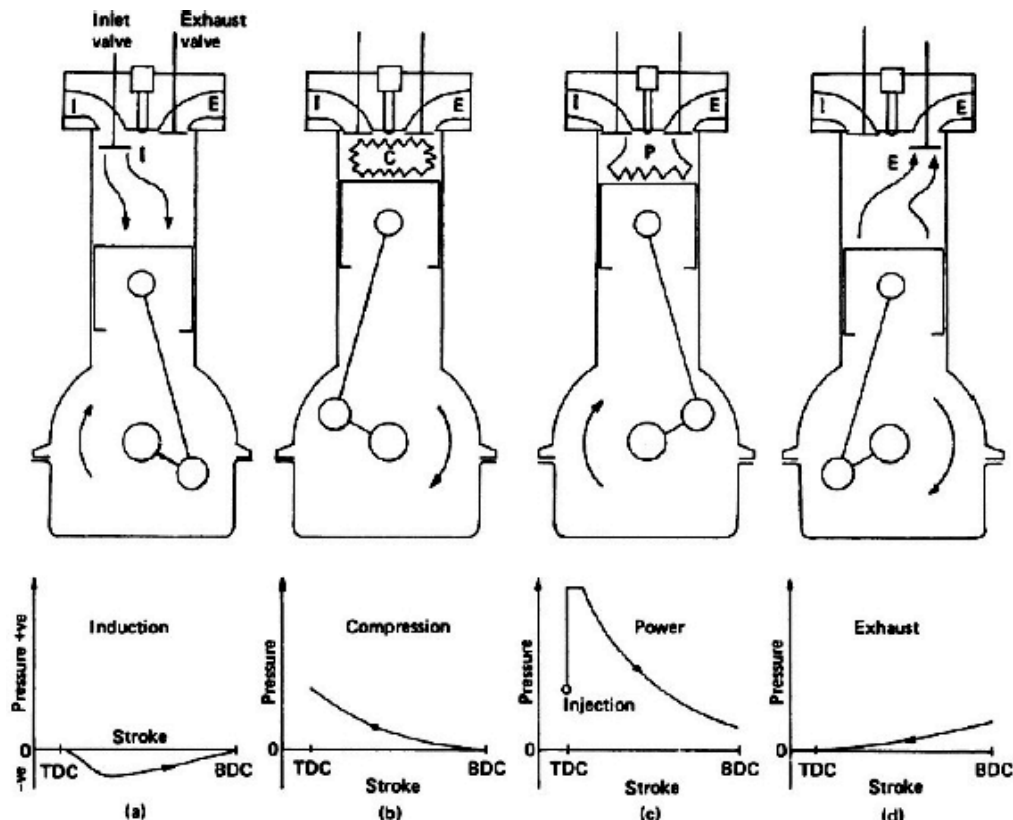 Inlet
valve
Exhaust
valve
I
E
I
I
E
C
I
E
P
I
E
E
Pressure +ve
0
-ve
Induction
Stroke
TDC
BDC
(a)
Pressure
0
Compression
TDC
BDC
Stroke
(b)
Pressure
0
Power
Injection
TDC
BDC
Stroke
(c)
Pressure
0
Exhaust
TDC
BDC
Stroke
(d)